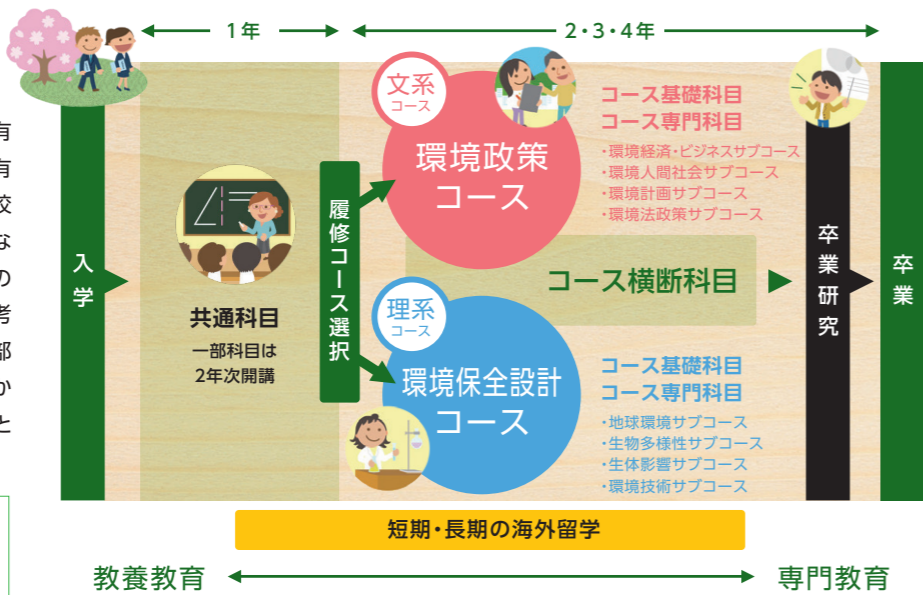 1年
2・3・4年
有
有
校
な
の
考
部
か
と
入学
共通科目
一部科目は
2年次開講
履修コース選択
文系
コース
環境政策
コース
コース基礎科目
コース専門科目
・環境経済・ビジネスサブコース
・環境人間社会サブコース
・環境計画サブコース
・環境法政策サブコース
コース横断科目
理系
コース
環境保全設計
コース
コース基礎科目
コース専門科目
・地球環境サブコース
・生物多様性サブコース
・生体影響サブコース
・環境技術サブコース
卒業研究
卒業
短期・長期の海外留学
教養教育
専門教育